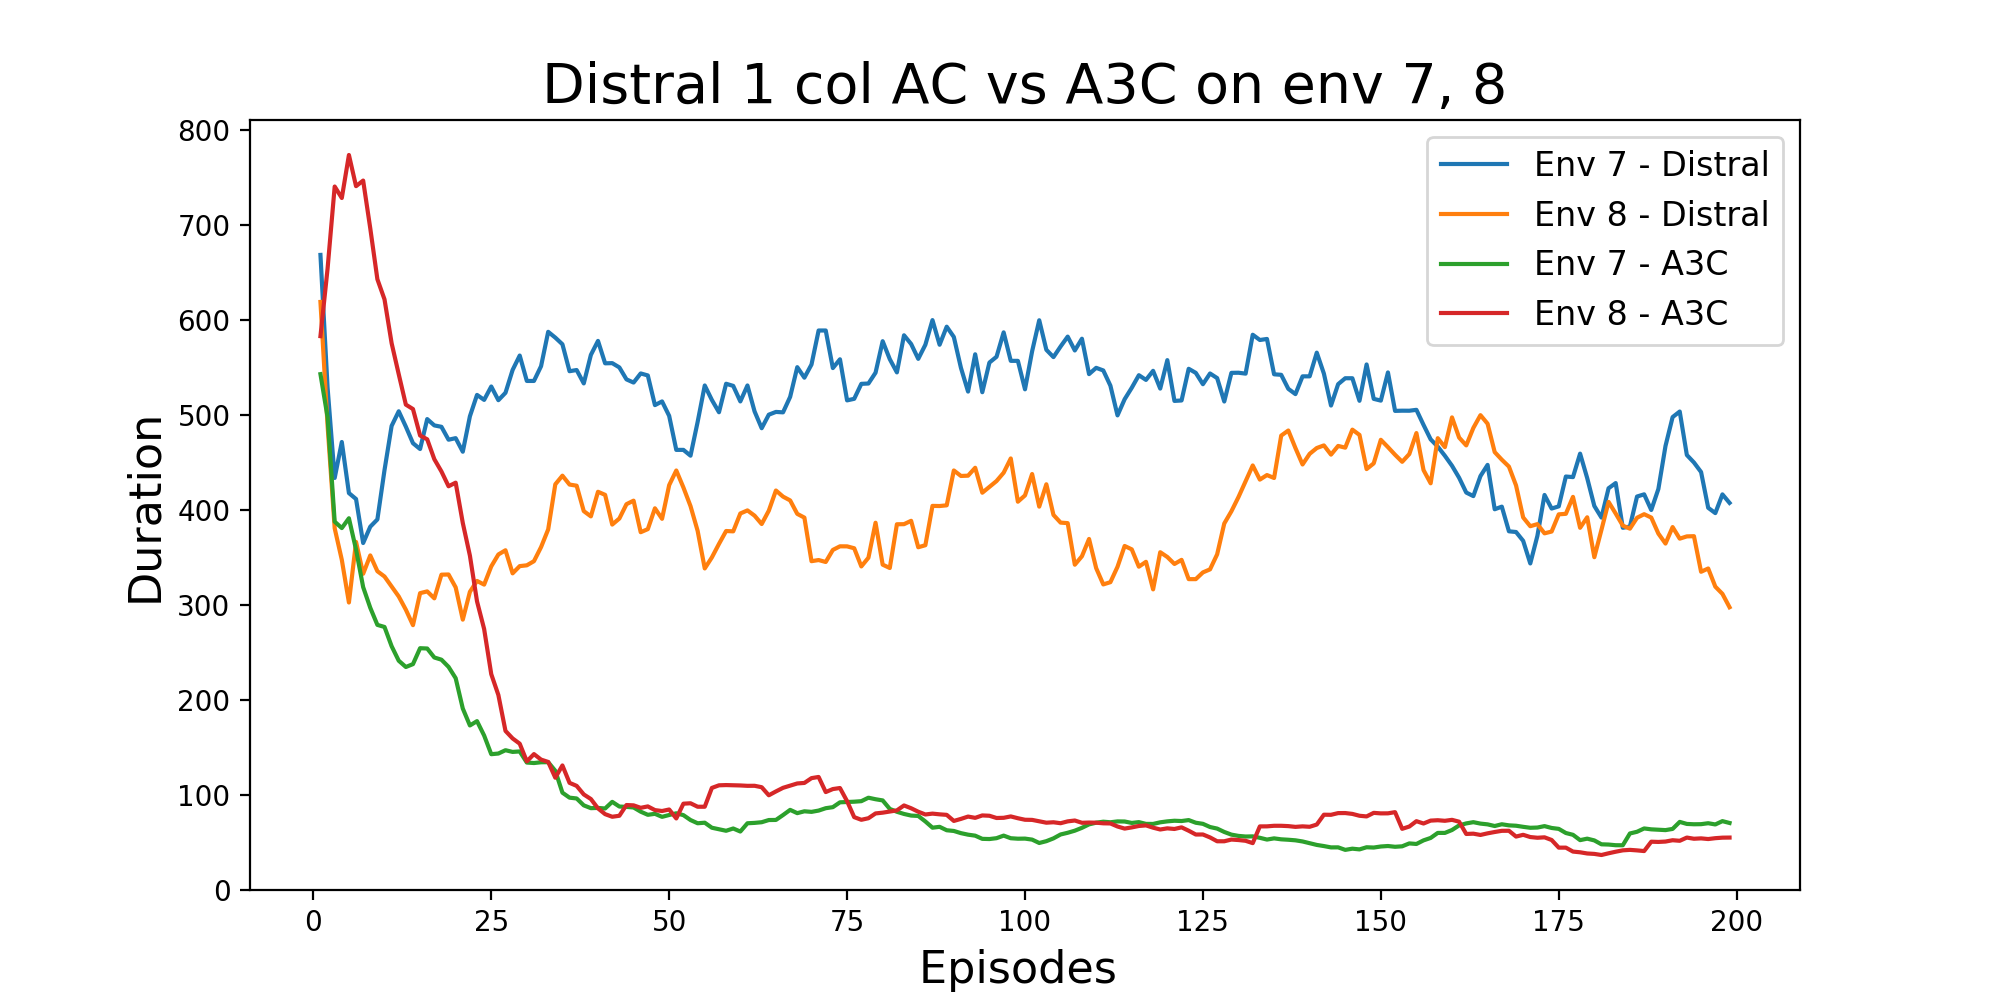 Distral 1 col AC vs A3C on env 7, 8
800
700
600
500
400
300
200
100
0
Duration
Env 7 - Distral
Env 8 - Distral
Env 7 - A3C
Env 8 - A3C
0 25 50 75 100 125 150 175 200
Episodes